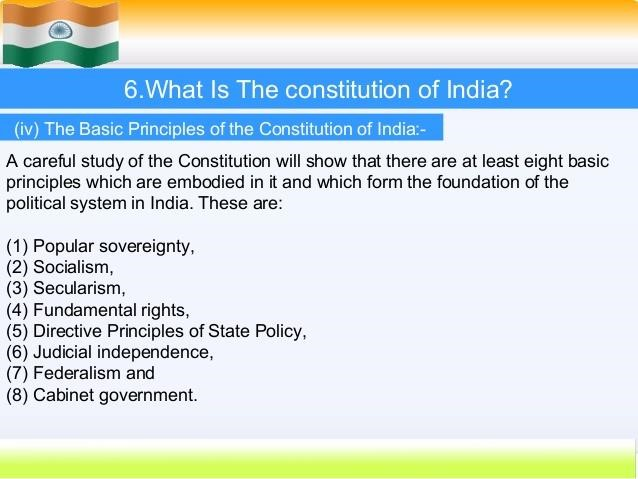 6.What Is The constitution of India?
(iv) The Basic Principles of the Constitution of India:-
A careful study of the Constitution will show that there are at least eight basic
principles which are embodied in it and which form the foundation of the
political system in India. These are:
(1) Popular sovereignty,
(2) Socialism,
(3) Secularism,
(4) Fundamental rights,
(5) Directive Principles of State Policy,
(6) Judicial independence,
(7) Federalism and
(8) Cabinet government.